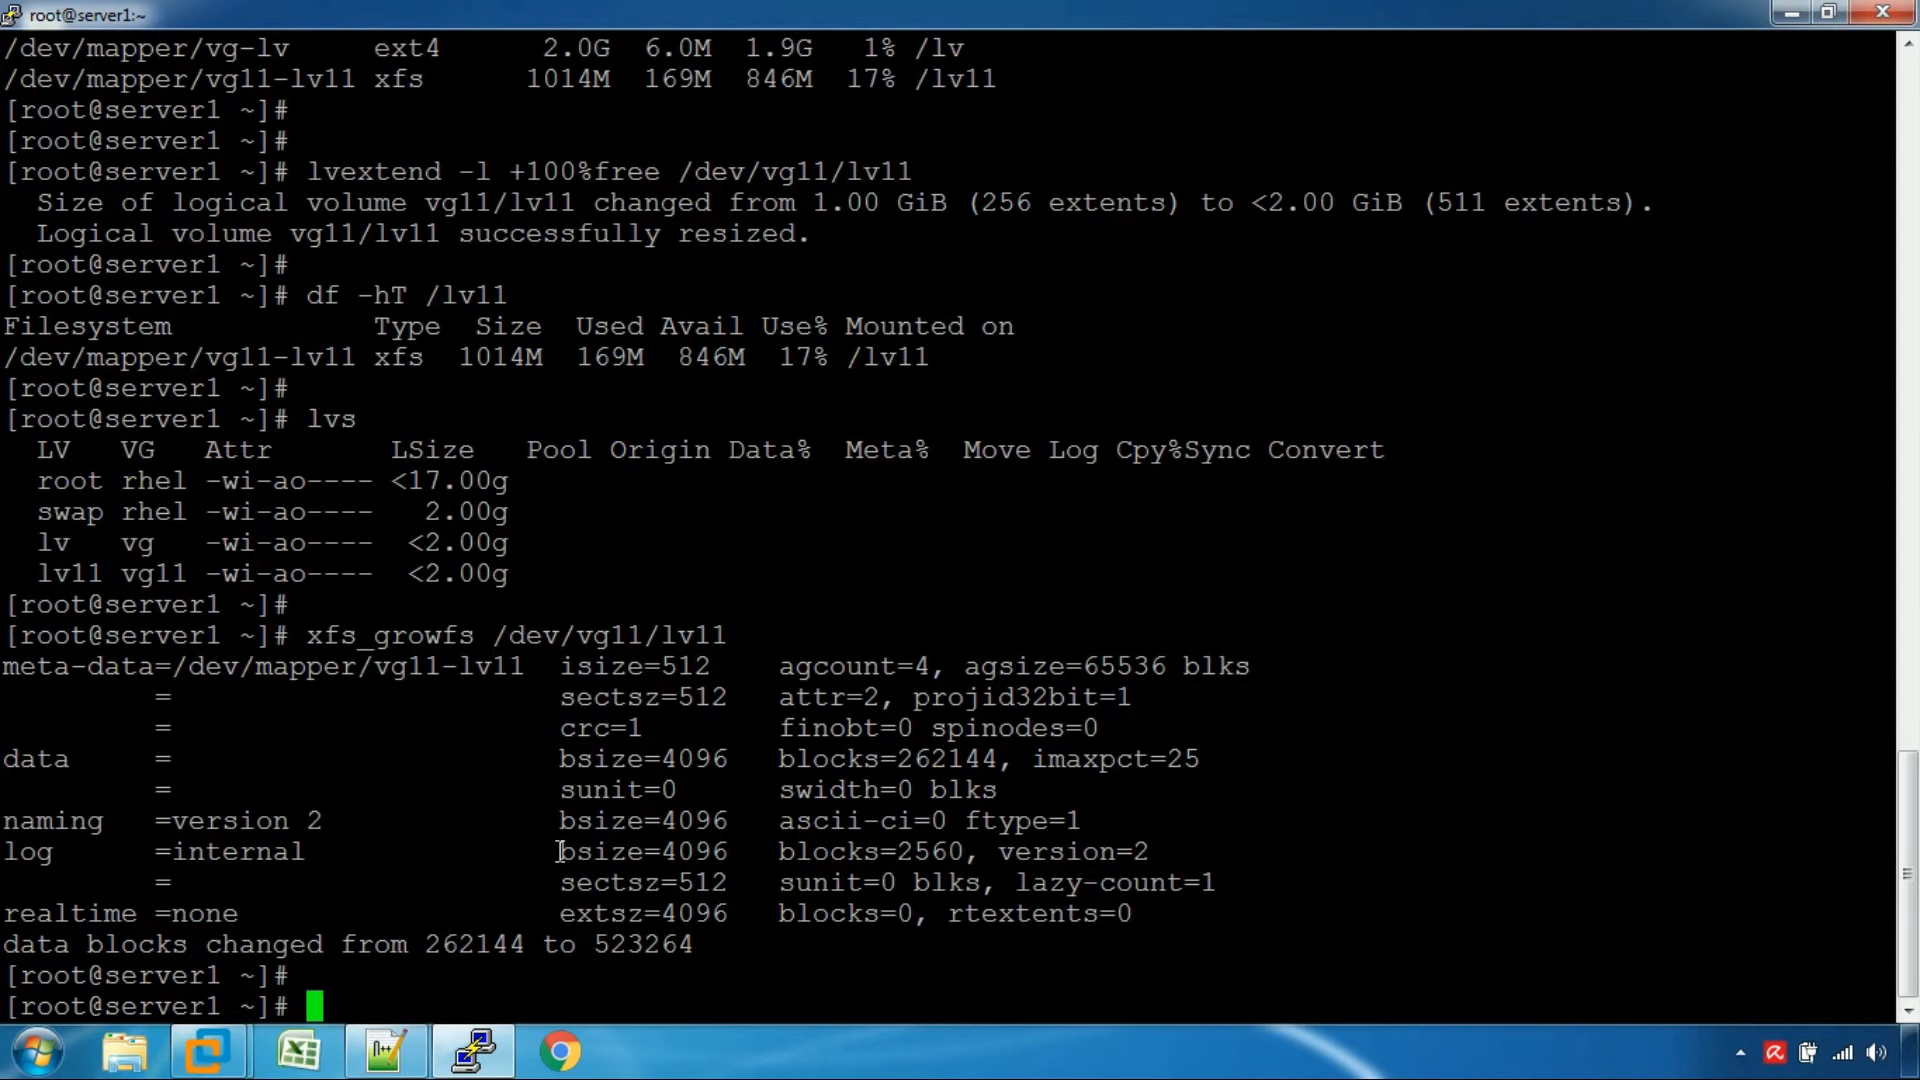 root@server1:~
/dev/mapper/vg-lv     ext4      2.0G  6.0M  1.9G   1% /lv
/dev/mapper/vg11-lv11 xfs      1014M  169M  846M  17% /lv11
[root@server1 ~]#
[root@server1 ~]#
[root@server1 ~]# lvextend -l +100%free /dev/vg11/lv11
  Size of logical volume vg11/lv11 changed from 1.00 GiB (256 extents) to <2.00 GiB (511 extents).
  Logical volume vg11/lv11 successfully resized.
[root@server1 ~]#
[root@server1 ~]# df -hT /lv11
Filesystem            Type  Size  Used Avail Use% Mounted on
/dev/mapper/vg11-lv11 xfs  1014M  169M  846M  17% /lv11
[root@server1 ~]#
[root@server1 ~]# lvs
  LV   VG   Attr       LSize   Pool Origin Data%  Meta%  Move Log Cpy%Sync Convert
  root rhel -wi-ao---- <17.00g
  swap rhel -wi-ao----   2.00g
  lv   vg   -wi-ao----  <2.00g
  lv11 vg11 -wi-ao----  <2.00g
[root@server1 ~]#
[root@server1 ~]# xfs_growfs /dev/vg11/lv11
meta-data=/dev/mapper/vg11-lv11  isize=512    agcount=4, agsize=65536 blks
         =                       sectsz=512   attr=2, projid32bit=1
         =                       crc=1        finobt=0 spinodes=0
data     =                       bsize=4096   blocks=262144, imaxpct=25
         =                       sunit=0      swidth=0 blks
naming   =version 2              bsize=4096   ascii-ci=0 ftype=1
log      =internal               bsize=4096   blocks=2560, version=2
         =                       sectsz=512   sunit=0 blks, lazy-count=1
realtime =none                   extsz=4096   blocks=0, rtextents=0
data blocks changed from 262144 to 523264
[root@server1 ~]#
[root@server1 ~]#